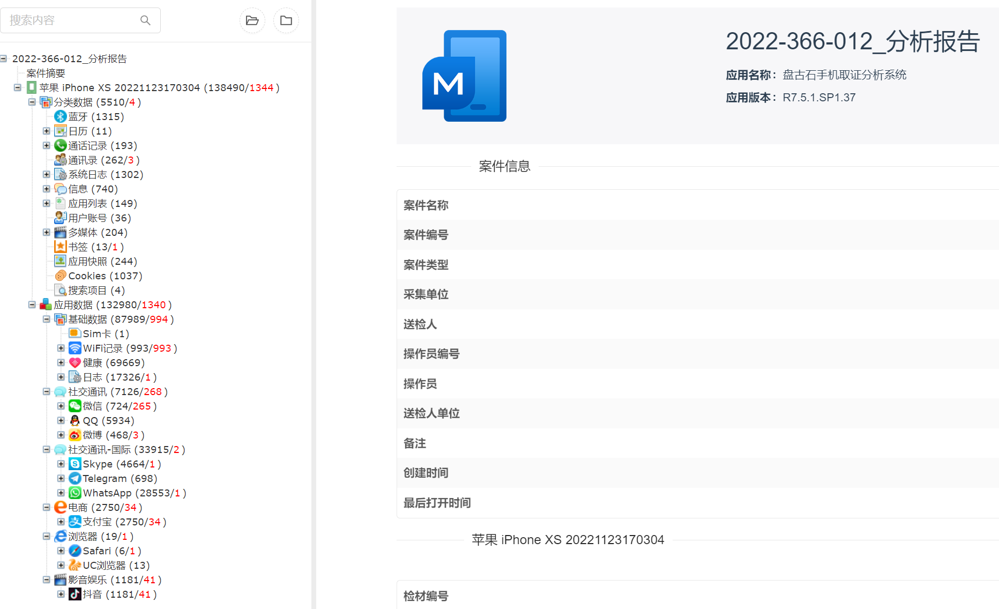 搜索内容
2022-366-012_分析报告
案件摘要
苹果 iPhone XS 20221123170304 (138490/1344 )
分类数据 (5510/4 )
蓝牙 (1315)
日历 (11)
通话记录 (193)
通讯录 (262/3 )
系统日志 (1302)
信息 (740)
应用列表 (149)
用户账号 (36)
多媒体 (204)
书签 (13/1 )
应用快照 (244)
Cookies (1037)
搜索项目 (4)
应用数据 (132980/1340 )
基础数据 (87989/994 )
Sim卡 (1)
WiFi记录 (993/993 )
健康 (69669)
日志 (17326/1 )
社交通讯 (7126/268 )
微信 (724/265 )
QQ (5934)
微博 (468/3 )
社交通讯-国际 (33915/2 )
Skype (4664/1 )
Telegram (698)
WhatsApp (28553/1 )
电商 (2750/34 )
支付宝 (2750/34 )
浏览器 (19/1 )
Safari (6/1 )
UC浏览器 (13)
影音娱乐 (1181/41 )
抖音 (1181/41 )
M
2022-366-012_分析报告
应用名称： 盘古石手机取证分析系统
应用版本： R7.5.1.SP1.37
案件信息
案件名称
案件编号
案件类型
采集单位
送检人
操作员编号
操作员
送检人单位
备注
创建时间
最后打开时间
苹果 iPhone XS 20221123170304
检材编号